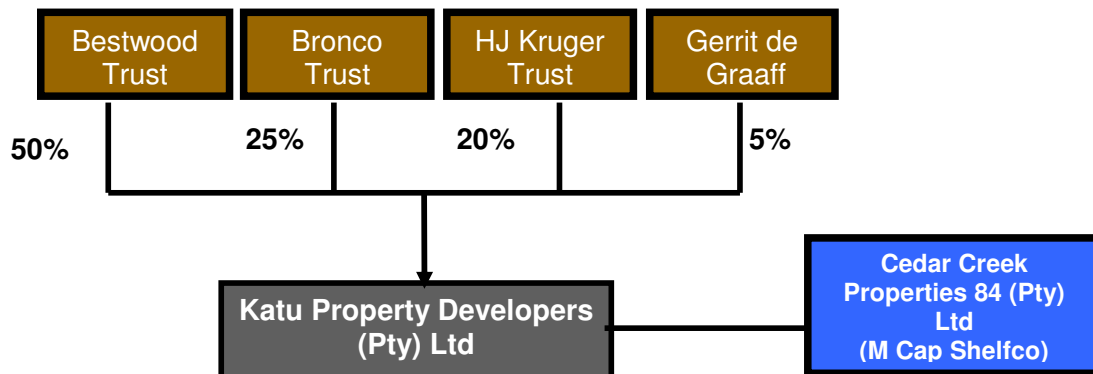 Bestwood
Trust
Bronco
Trust
HJ Kruger
Trust
Gerrit de
Graaff
50%
25%
20%
5%
Katu Property Developers
(Pty) Ltd
Cedar Creek
Properties 84 (Pty)
Ltd
(M Cap Shelfco)